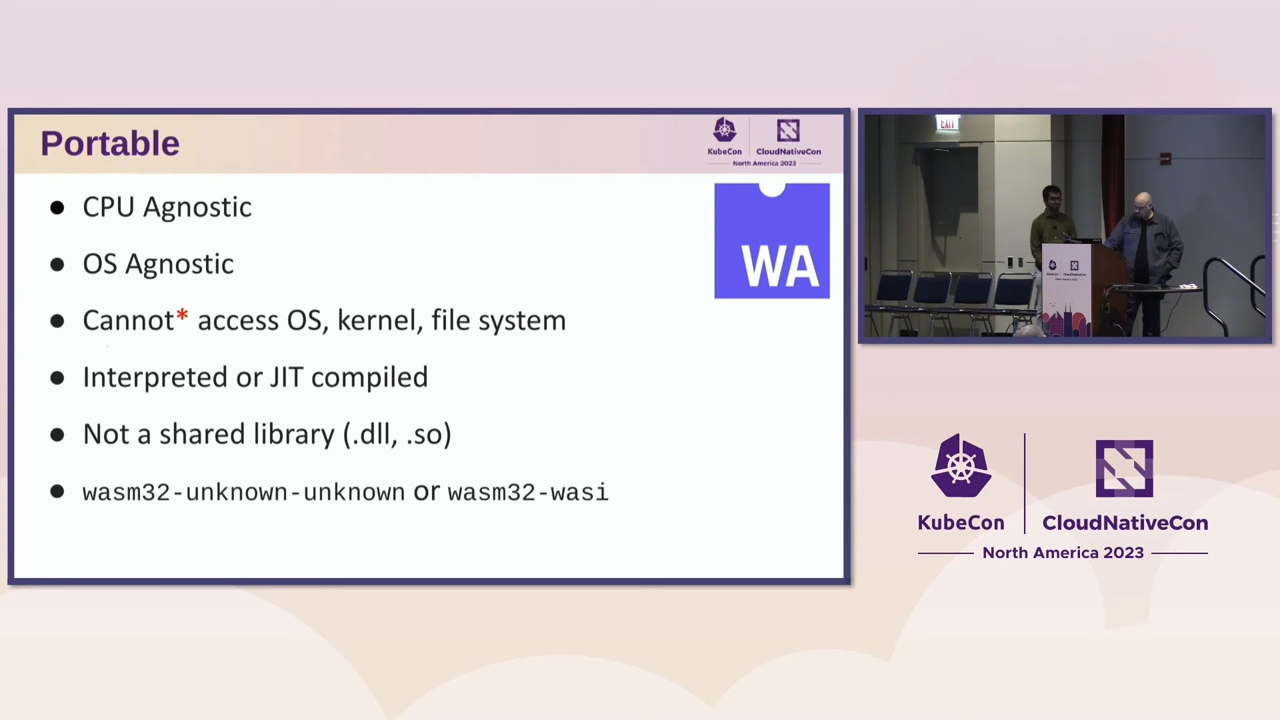 Portable
KubeCon
CloudNativeCon
North America 2023
● CPU Agnostic
● OS Agnostic
● Cannot* access OS, kernel, file system
● Interpreted or JIT compiled
● Not a shared library (.dll, .so)
● wasm32-unknown-unknown or wasm32-wasi
WA
EXIT
KubeCon
CloudNativeCon
North America 2023